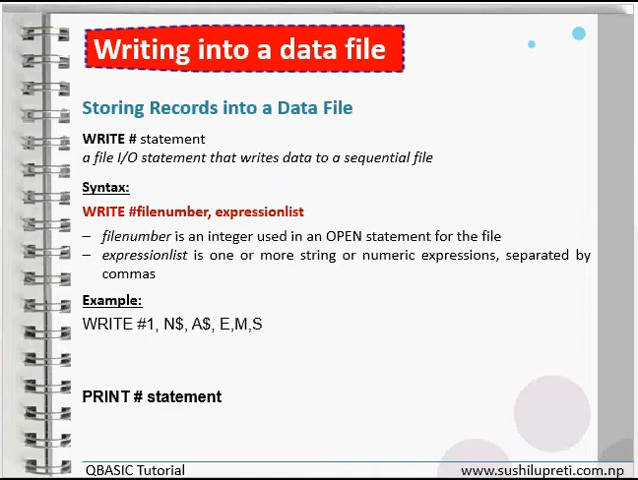 Writing into a data file
Storing Records into a Data File
WRITE # statement
a file I/O statement that writes data to a sequential file
Syntax:
WRITE #filenumber, expressionlist
– filenumber is an integer used in an OPEN statement for the file
– expressionlist is one or more string or numeric expressions, separated by
commas
Example:
WRITE #1, N$, A$, E,M,S
PRINT # statement
QBASIC Tutorial
www.sushilupreti.com.np